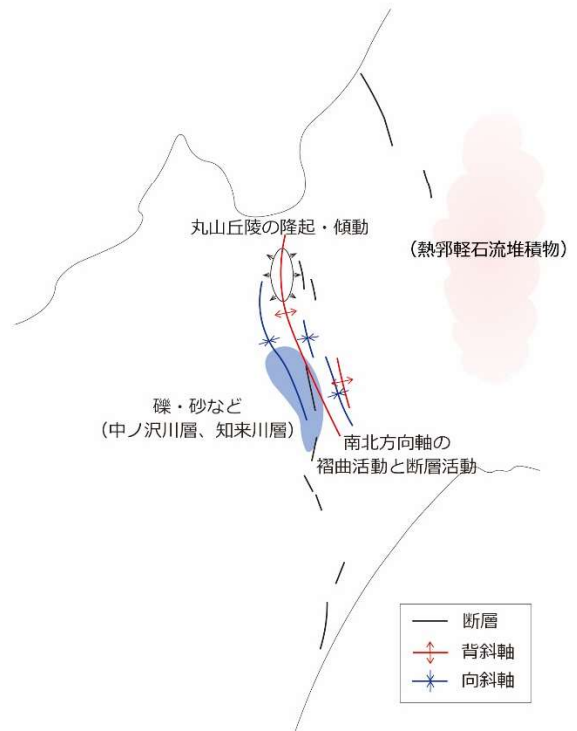 丸山丘陵の隆起・傾動
（熱郛軽石流堆積物）
礫・砂など
（中ノ沢川層、知来川層）
南北方向軸の
褶曲活動と断層活動
断層
背斜軸
向斜軸